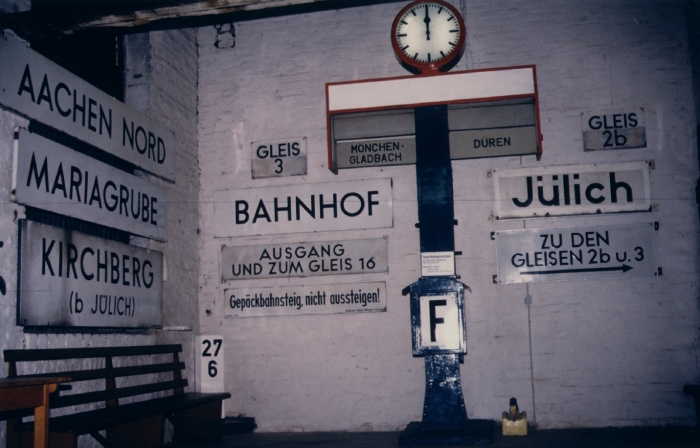 AACHEN NORD
MARIAGRUBE
KIRCHBERG
(b JÜLICH)
GLEIS
3
BAHNHOF
AUSGANG
UND ZUM GLEIS 16
Gepäckbahnsteig, nicht aussteigen!
27
6
MÖNCHEN-
GLADBACH
DÜREN
F
GLEIS
2b
Jülich
ZU DEN
GLEISEN 2b u. 3